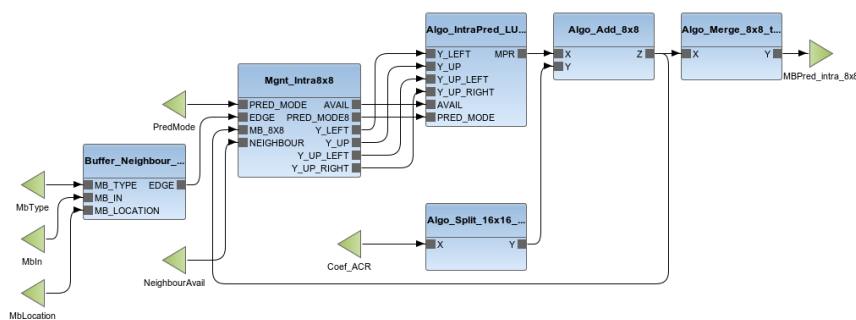 Algo_IntraPred_LU...
Y_LEFT MPR
Y_UP
Y_UP_LEFT
Y_UP_RIGHT
AVAIL
PRED_MODE
Algo_Add_8x8
X Z
Y
Algo_Merge_8x8_t...
X Y
MBPred_intra_8x8
Mgnt_Intra8x8
PRED_MODE AVAIL
EDGE PRED_MODE8
MB_8X8 Y_LEFT
NEIGHBOUR Y_UP
Y_UP_LEFT
Y_UP_RIGHT
PredMode
Buffer_Neighbour_...
MB_TYPE EDGE
MB_IN
MB_LOCATION
MbType
MbIn
MbLocation
NeighbourAvail
Algo_Split_16x16_...
X Y
Coef_ACR